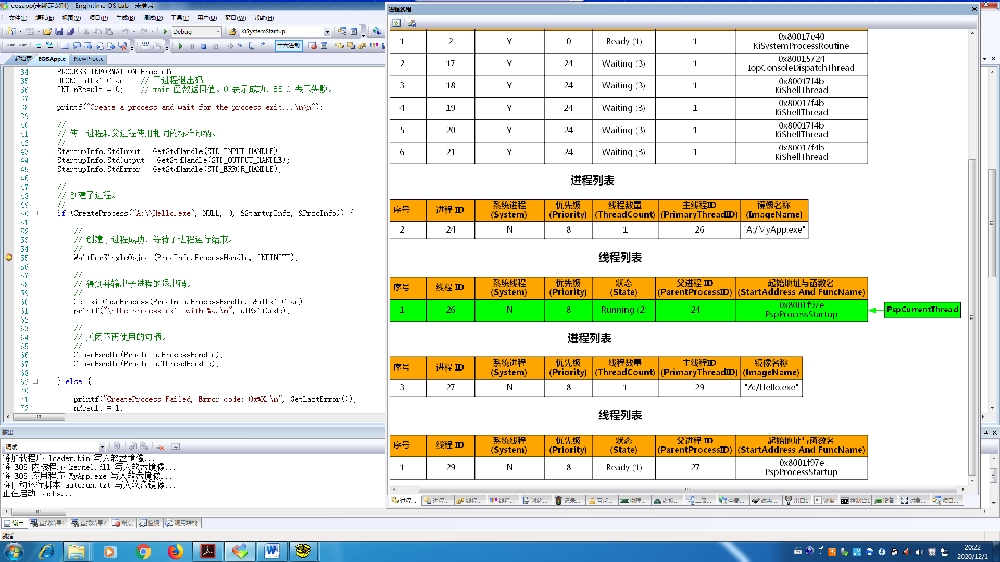 eosapp(未绑定课时) - Engintime OS Lab - 未登录
文件(F) 编辑(E) 视图(V) 项目(P) 生成(B) 调试(D) 工具(T) 用户(U) 窗口(W) 帮助(H)
Debug KiSystemStartup
十六进制
起始页 EOSApp.c NewProc.c
34 PROCESS_INFORMATION ProcInfo;
35 ULONG ulExitCode; // 子进程退出码
36 INT nResult = 0; // main 函数返回值。0 表示成功，非 0 表示失败。
37
38 printf("Create a process and wait for the process exit...\n\n");
39
40 //
41 // 使子进程和父进程使用相同的标准句柄。
42 //
43 StartupInfo.StdInput = GetStdHandle(STD_INPUT_HANDLE);
44 StartupInfo.StdOutput = GetStdHandle(STD_OUTPUT_HANDLE);
45 StartupInfo.StdError = GetStdHandle(STD_ERROR_HANDLE);
46
47 //
48 // 创建子进程。
49 //
50 if (CreateProcess("A:\\Hello.exe", NULL, 0, &StartupInfo, &ProcInfo)) {
51
52 //
53 // 创建子进程成功，等待子进程运行结束。
54 //
55 WaitForSingleObject(ProcInfo.ProcessHandle, INFINITE);
56
57 //
58 // 得到并输出子进程的退出码。
59 //
60 GetExitCodeProcess(ProcInfo.ProcessHandle, &ulExitCode);
61 printf("\nThe process exit with %d.\n", ulExitCode);
62
63 //
64 // 关闭不再使用的句柄。
65 //
66 CloseHandle(ProcInfo.ProcessHandle);
67 CloseHandle(ProcInfo.ThreadHandle);
68
69 } else {
70
71 printf("CreateProcess Failed, Error code: 0x%X.\n", GetLastError());
72 nResult = 1;
输出
调试
将加载程序 loader.bin 写入软盘镜像...
将 EOS 内核程序 kernel.dll 写入软盘镜像...
将 EOS 应用程序 MyApp.exe 写入软盘镜像...
将自动运行脚本 autorun.txt 写入软盘镜像...
正在启动 Bochs...
输出 查找结果1 查找结果2 断点 监视 调用堆栈
就绪
进程线程
1 2 Y 0 Ready (1) 1 0x80017e40 KiSystemProcessRoutine
2 17 Y 24 Waiting (3) 1 0x80015724 IopConsoleDispatchThread
3 18 Y 24 Waiting (3) 1 0x80017f4b KiShellThread
4 19 Y 24 Waiting (3) 1 0x80017f4b KiShellThread
5 20 Y 24 Waiting (3) 1 0x80017f4b KiShellThread
6 21 Y 24 Waiting (3) 1 0x80017f4b KiShellThread
进程列表
序号 进程 ID 系统进程 (System) 优先级 (Priority) 线程数量 (ThreadCount) 主线程ID (PrimaryThreadID) 镜像名称 (ImageName)
2 24 N 8 1 26 "A:/MyApp.exe"
线程列表
序号 线程 ID 系统线程 (System) 优先级 (Priority) 状态 (State) 父进程 ID (ParentProcessID) 起始地址与函数名 (StartAddress And FuncName)
1 26 N 8 Running (2) 24 0x8001f97e PspProcessStartup
PspCurrentThread
进程列表
序号 进程 ID 系统进程 (System) 优先级 (Priority) 线程数量 (ThreadCount) 主线程ID (PrimaryThreadID) 镜像名称 (ImageName)
3 27 N 8 1 29 "A:/Hello.exe"
线程列表
序号 线程 ID 系统线程 (System) 优先级 (Priority) 状态 (State) 父进程 ID (ParentProcessID) 起始地址与函数名 (StartAddress And FuncName)
1 29 N 8 Ready (1) 27 0x8001f97e PspProcessStartup
进程... 进程... 线程... 线程... 就绪... 记录... 互斥... 物理... 虚拟... 二级... 全局... 磁盘... 串口1 键盘 控制台1 设备 对象... 项目...
20:22
2020/12/1